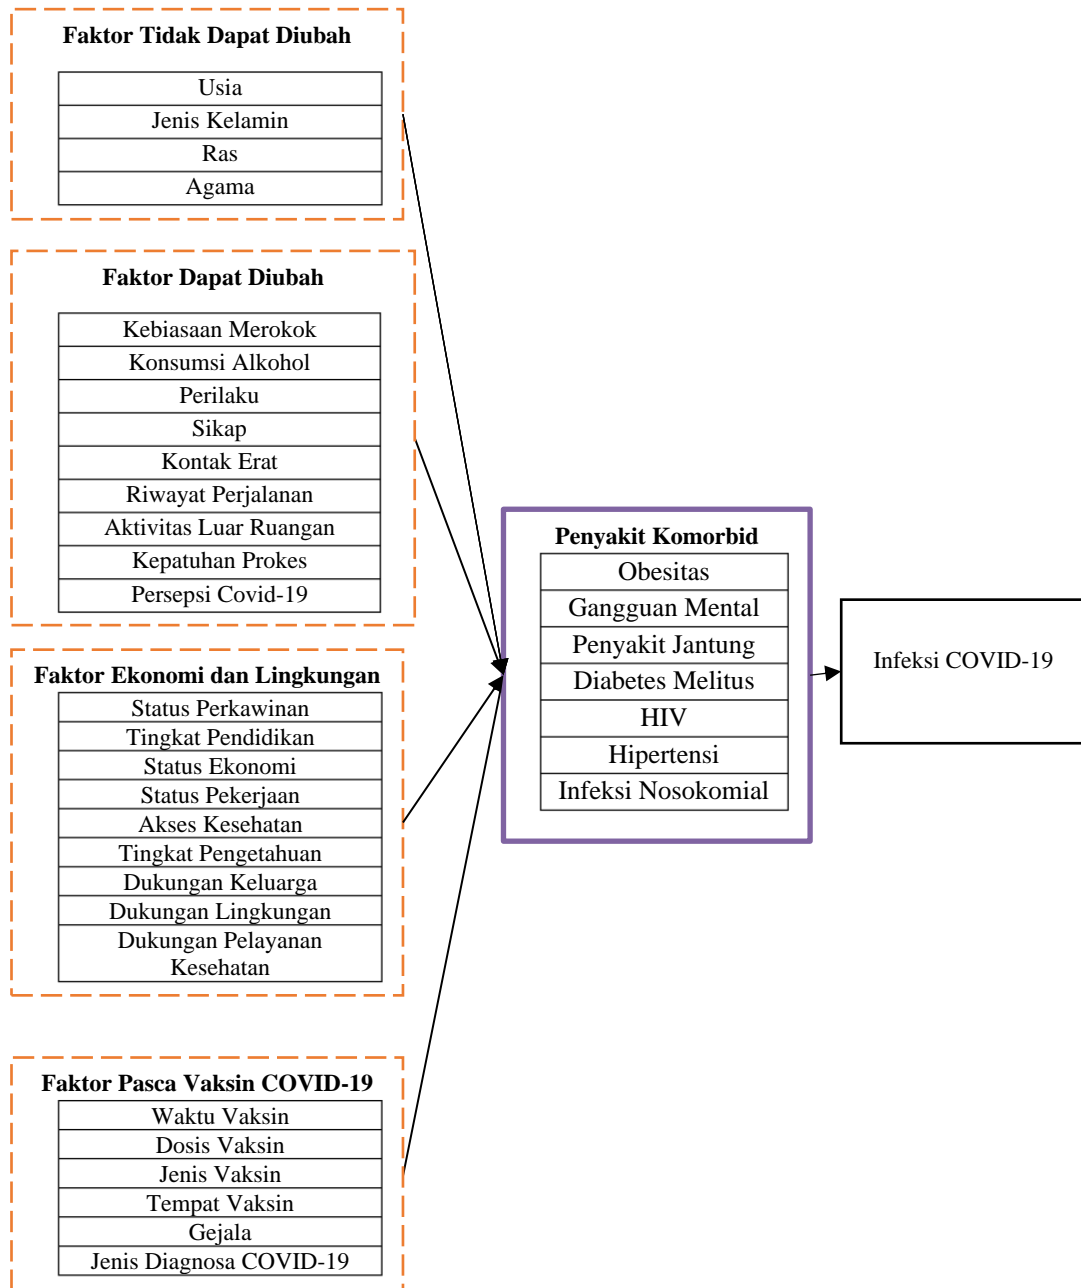 Faktor Tidak Dapat Diubah
Usia
Jenis Kelamin
Ras
Agama
Faktor Dapat Diubah
Kebiasaan Merokok
Konsumsi Alkohol
Perilaku
Sikap
Kontak Erat
Riwayat Perjalanan
Aktivitas Luar Ruangan
Kepatuhan Prokes
Persepsi Covid-19
Faktor Ekonomi dan Lingkungan
Status Perkawinan
Tingkat Pendidikan
Status Ekonomi
Status Pekerjaan
Akses Kesehatan
Tingkat Pengetahuan
Dukungan Keluarga
Dukungan Lingkungan
Dukungan Pelayanan
Kesehatan
Faktor Pasca Vaksin COVID-19
Waktu Vaksin
Dosis Vaksin
Jenis Vaksin
Tempat Vaksin
Gejala
Jenis Diagnosa COVID-19
Penyakit Komorbid
Obesitas
Gangguan Mental
Penyakit Jantung
Diabetes Melitus
HIV
Hipertensi
Infeksi Nosokomial
Infeksi COVID-19